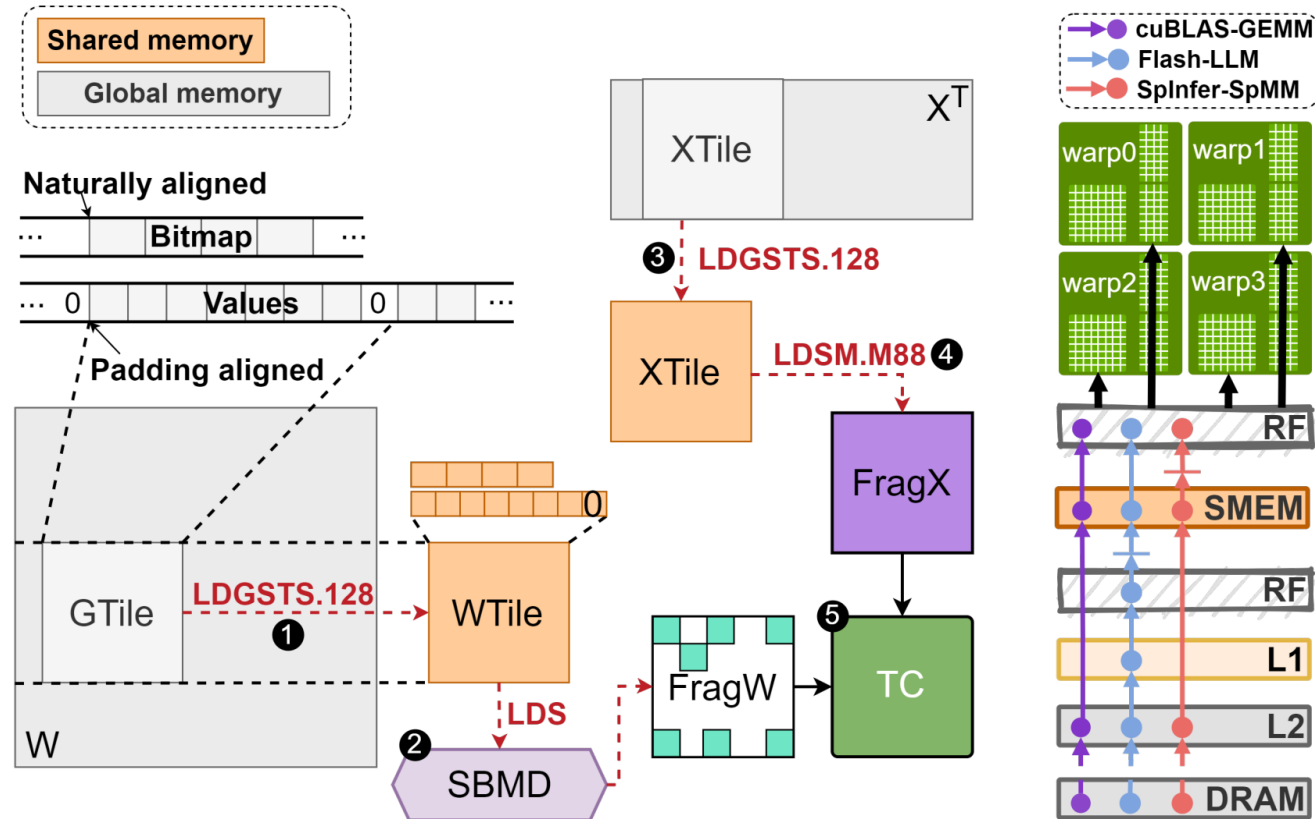 Shared memory
Global memory
Naturally aligned
... Bitmap ...
... 0 Values 0 ...
Padding aligned
GTile
W
LDGSTS.128
1
0
WTile
LDS
2
SBMD
XTile
X^T
3 LDGSTS.128
XTile
LDSM.M88 4
FragX
FragW
5
TC
cuBLAS-GEMM
Flash-LLM
SpInfer-SpMM
warp0 warp1
warp2 warp3
RF
SMEM
RF
L1
L2
DRAM